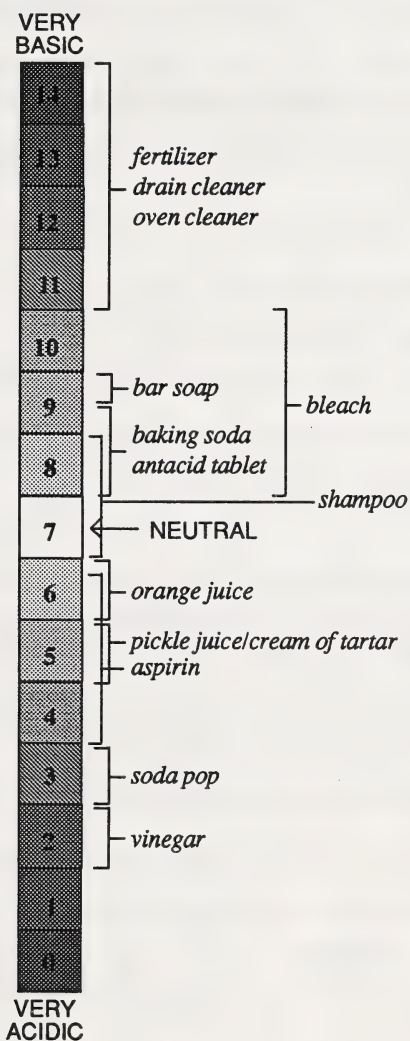 VERY
BASIC
14
13
fertilizer
drain cleaner
12
oven cleaner
11
10
bar soap
9
bleach
baking soda
8
antacid tablet
shampoo
7
NEUTRAL
6
orange juice
pickle juice/cream of tartar
5
aspirin
4
3
soda pop
2
vinegar
1
0
VERY
ACIDIC